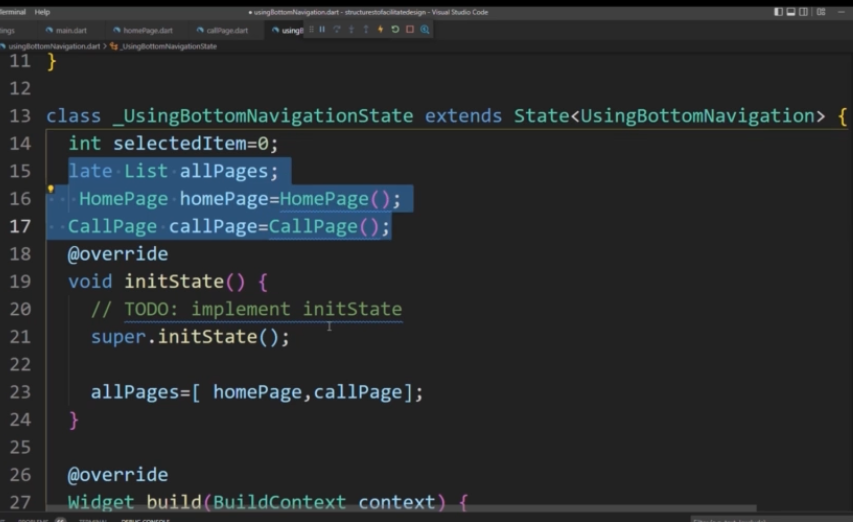 Terminal Help
● usingBottomNavigation.dart - structurestofacilitatedesign - Visual Studio Code
ings main.dart homePage.dart callPage.dart usingB
usingBottomNavigation.dart > _UsingBottomNavigationState
11 }
12
13 class _UsingBottomNavigationState extends State<UsingBottomNavigation> {
14 int selectedItem=0;
15 late List allPages;
16 HomePage homePage=HomePage();
17 CallPage callPage=CallPage();
18 @override
19 void initState() {
20 // TODO: implement initState
21 super.initState();
22
23 allPages=[ homePage,callPage];
24 }
25
26 @override
27 Widget build(BuildContext context) {
PROBLEMS TERMINAL DEBUG CONSOLE